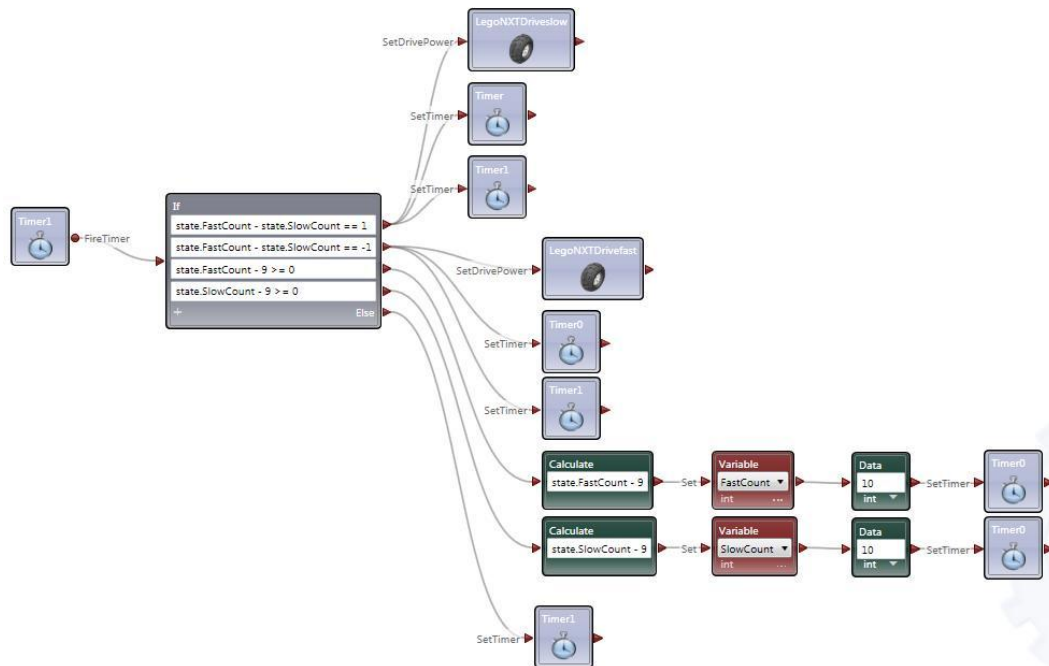 LegoNXTDriveslow
SetDrivePower
Timer
SetTimer
Timer1
SetTimer
Timer1
FireTimer
If
state.FastCount - state.SlowCount == 1
state.FastCount - state.SlowCount == -1
state.FastCount - 9 >= 0
state.SlowCount - 9 >= 0
+ Else
LegoNXTDrivefast
SetDrivePower
Timer0
SetTimer
Timer1
SetTimer
Calculate
state.FastCount - 9
Set
Variable
FastCount
int ...
Data
10
int
SetTimer
Timer0
Calculate
state.SlowCount - 9
Set
Variable
SlowCount
int ...
Data
10
int
SetTimer
Timer0
Timer1
SetTimer